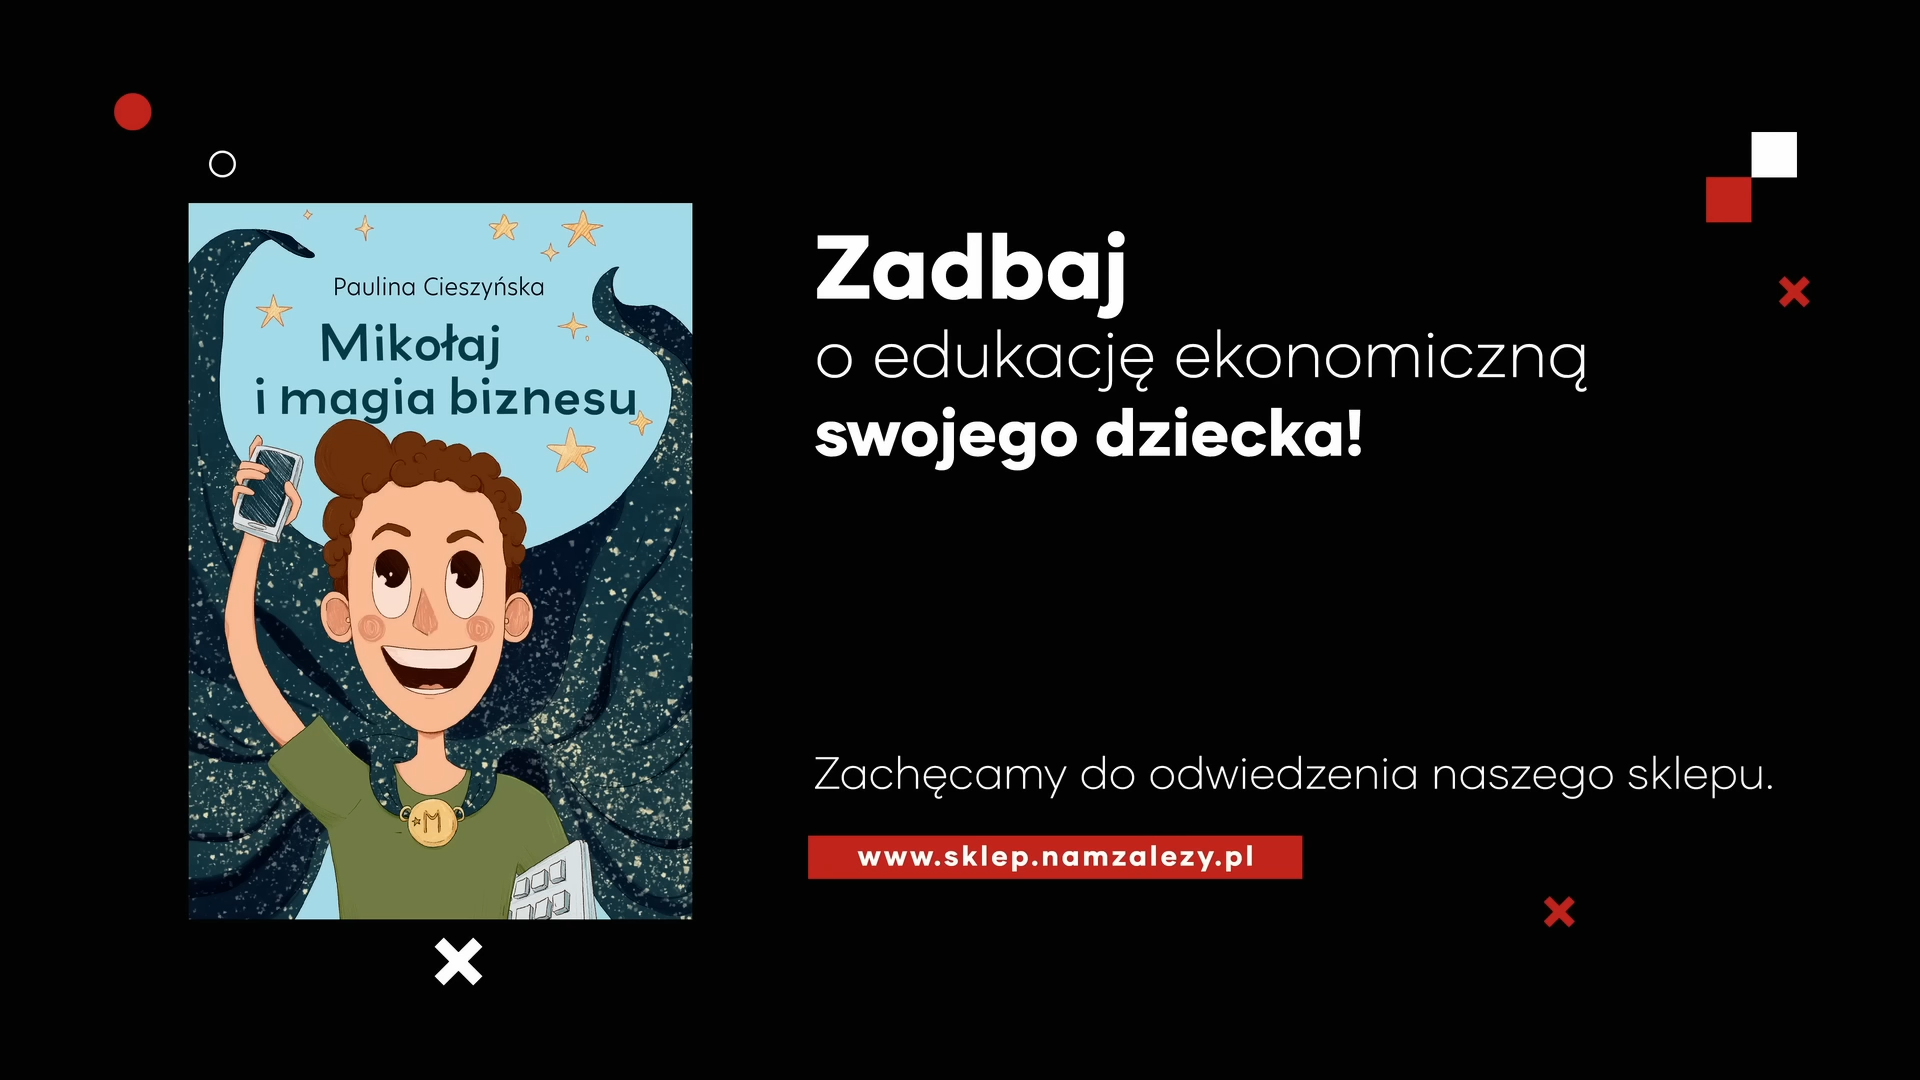 Paulina Cieszyńska
Mikołaj
i magia biznesu
M
Zadbaj
o edukację ekonomiczną
swojego dziecka!
Zachęcamy do odwiedzenia naszego sklepu.
www.sklep.namzalezy.pl